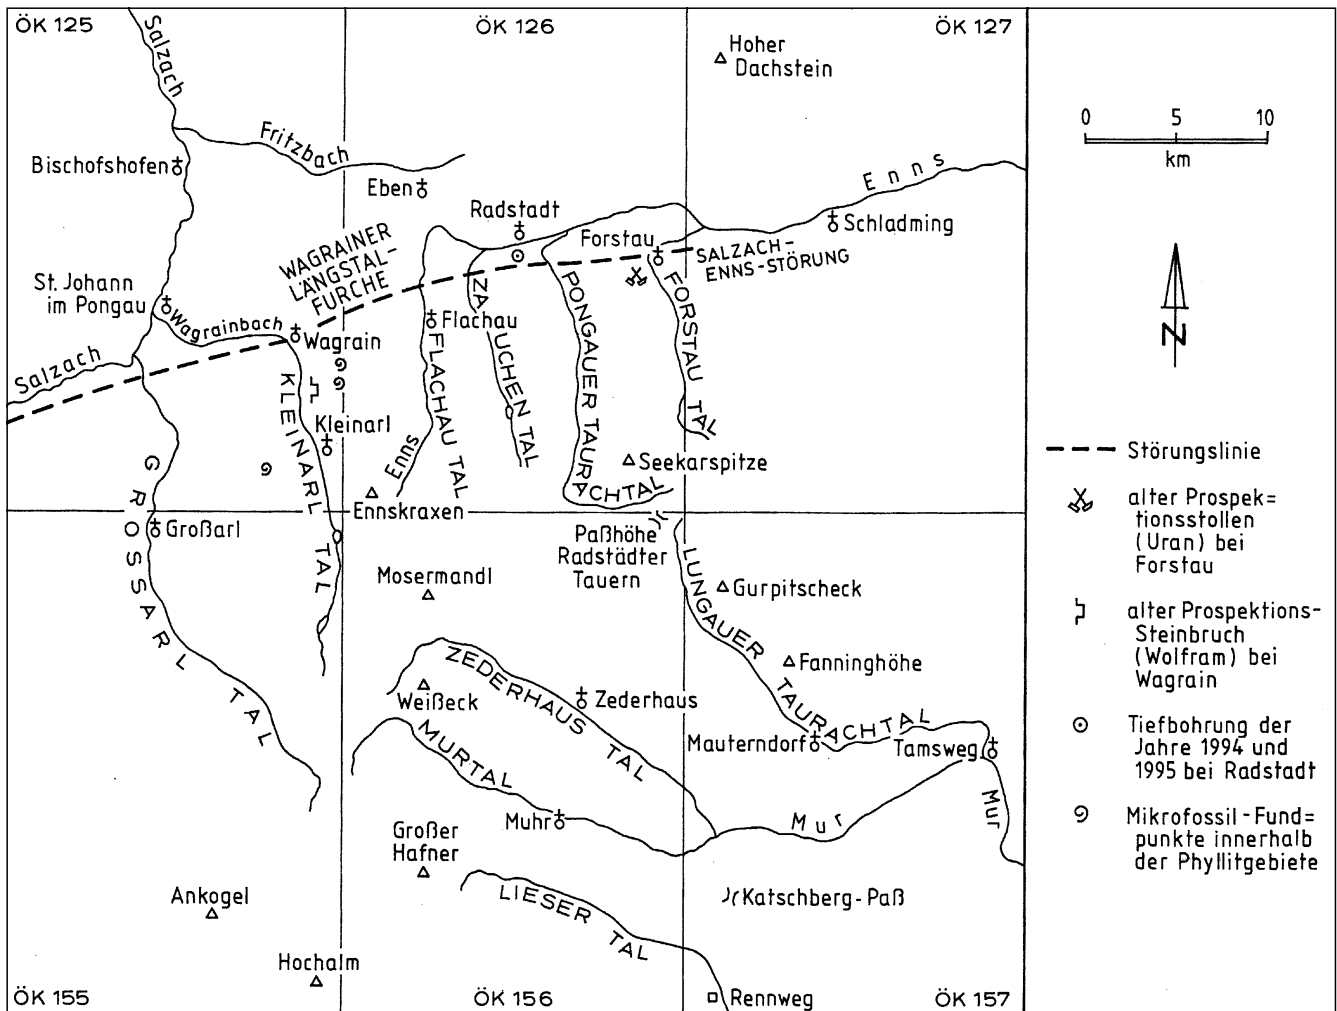 ÖK 125
ÖK 126
ÖK 127
Salzach
Hoher
Dachstein
Fritzbach
Bischofshofen
Eben
Enns
Radstadt
Schladming
Forstau
WAGRAINER
LÄNGSTAL-
FURCHE
SALZACH-
ENNS-STÖRUNG
St. Johann
im Pongau
Wagrainbach
Wagrain
Flachau
Salzach
KLEINARL TAL
Kleinarl
FLACHAU TAL
ZAUCHEN TAL
PONGAUER TAURACHTAL
FORSTAU TAL
Enns
Seekarspitze
Ennskraxen
GROSSARL TAL
Großarl
Paßhöhe
Radstädter
Tauern
Mosermandl
LUNGAUER TAURACHTAL
Gurpitscheck
Fanninghöhe
ZEDERHAUS TAL
Zederhaus
Weißeck
MURTAL
Mauterndorf
Tamsweg
Muhr
Mur
Mur
Großer
Hafner
LIESER TAL
Katschberg-Paß
Ankogel
Hochalm
Rennweg
ÖK 155
ÖK 156
ÖK 157
0 5 10
km
N
Störungslinie
alter Prospek=
tionsstollen
(Uran) bei
Forstau
alter Prospektions-
Steinbruch
(Wolfram) bei
Wagrain
Tiefbohrung der
Jahre 1994 und
1995 bei Radstadt
Mikrofossil-Fund=
punkte innerhalb
der Phyllitgebiete